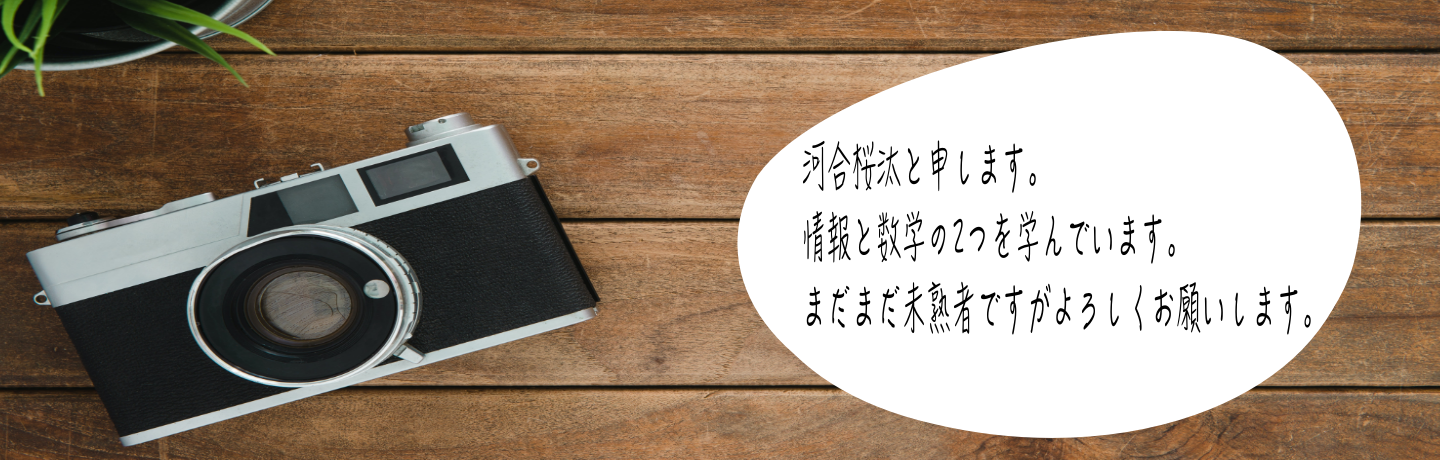 河合桜汰と申します。
情報と数学の2つを学んでいます。
まだまだ未熟者ですがよろしくお願いします。